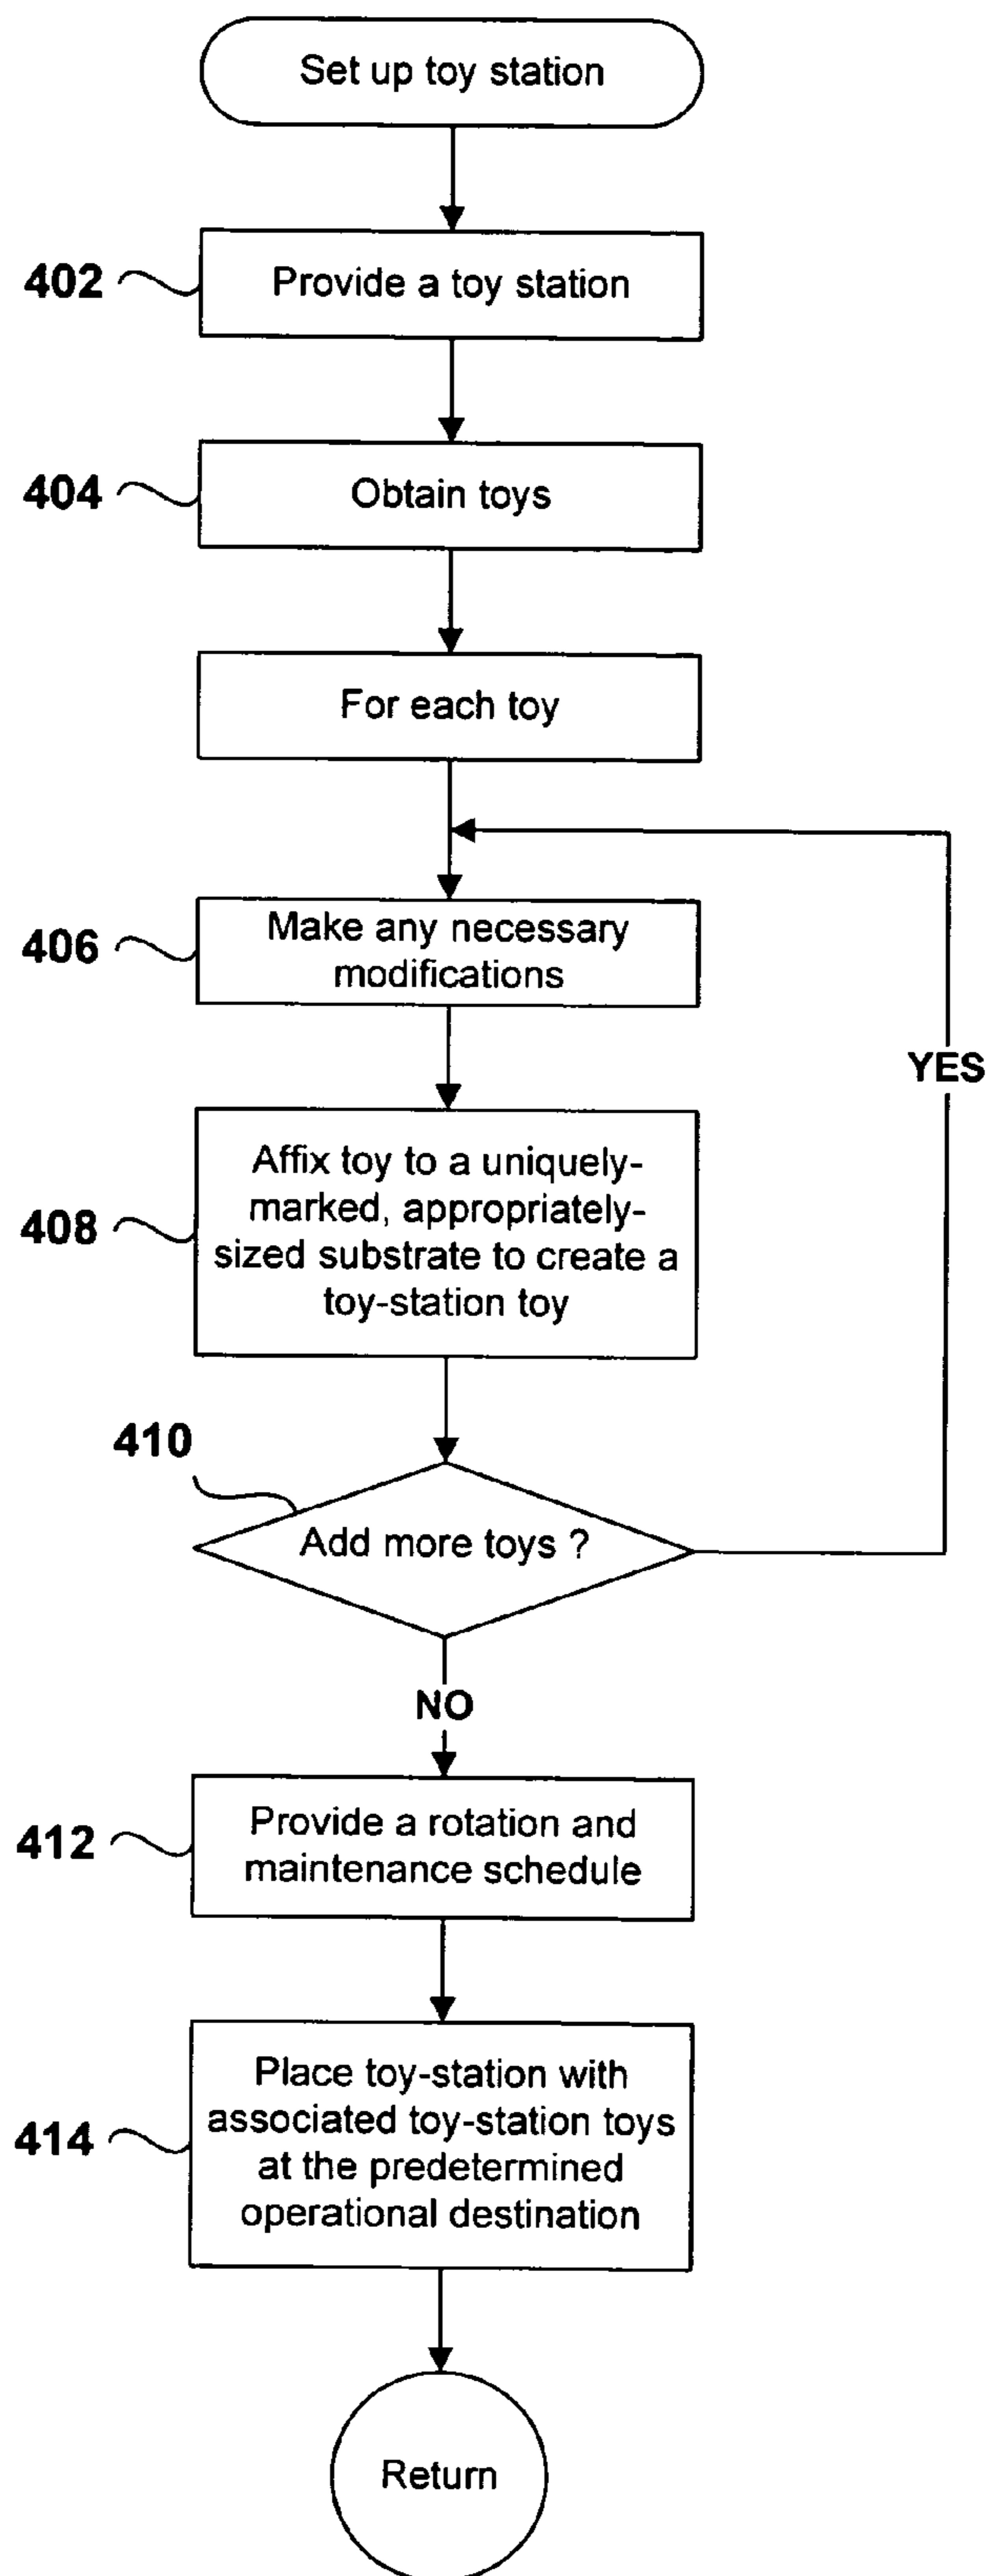 Set up toy station
402
Provide a toy station
404
Obtain toys
For each toy
406
Make any necessary
modifications
YES
408
Affix toy to a uniquely-
marked, appropriately-
sized substrate to create a
toy-station toy
410
Add more toys ?
NO
412
Provide a rotation and
maintenance schedule
414
Place toy-station with
associated toy-station toys
at the predetermined
operational destination
Return